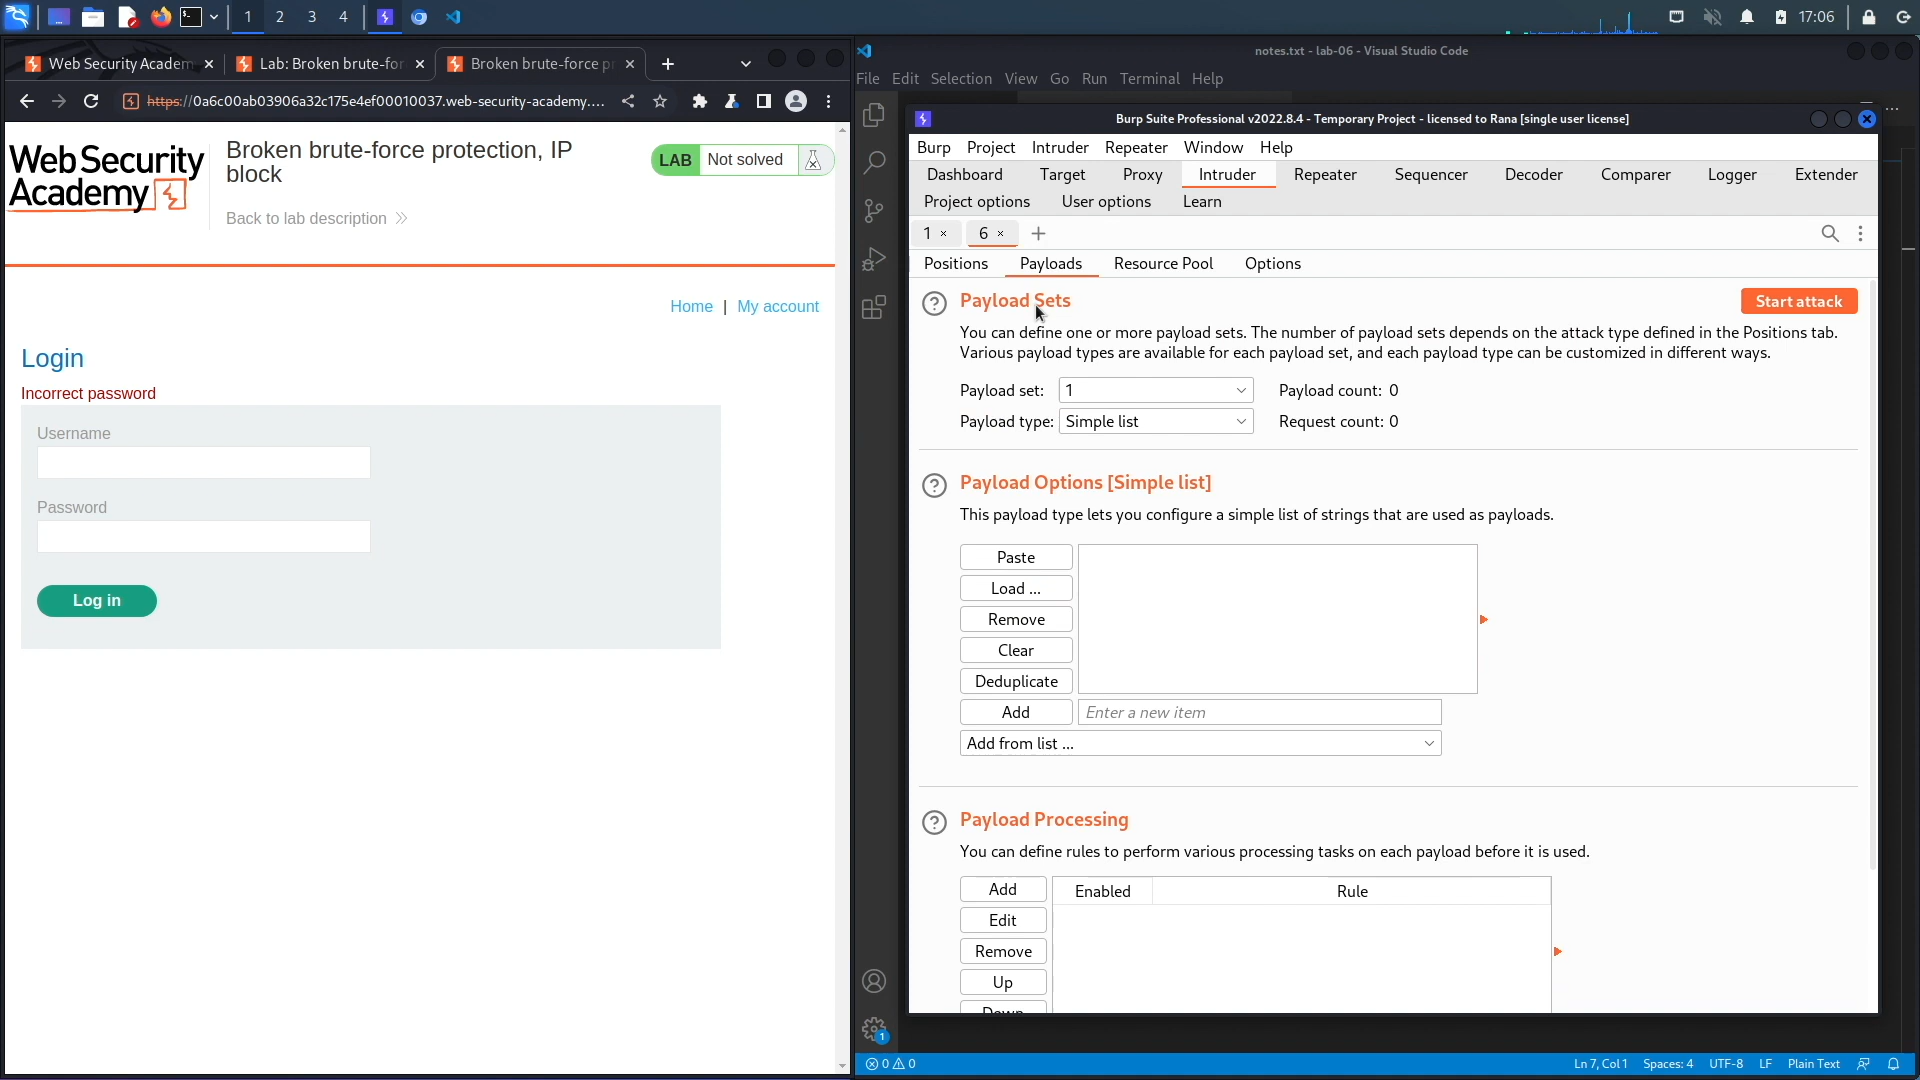 1 2 3 4
17:06
Web Security Academ
Lab: Broken brute-for
Broken brute-force pr
https://0a6c00ab03906a32c175e4ef00010037.web-security-academy....
Web Security
Academy
Broken brute-force protection, IP
block
Back to lab description
LAB Not solved
Home | My account
Login
Incorrect password
Username
Password
Log in
notes.txt - lab-06 - Visual Studio Code
File Edit Selection View Go Run Terminal Help
Burp Suite Professional v2022.8.4 - Temporary Project - licensed to Rana [single user license]
Burp Project Intruder Repeater Window Help
Dashboard Target Proxy Intruder Repeater Sequencer Decoder Comparer Logger Extender
Project options User options Learn
1 × 6 ×
Positions Payloads Resource Pool Options
Payload Sets
Start attack
You can define one or more payload sets. The number of payload sets depends on the attack type defined in the Positions tab.
Various payload types are available for each payload set, and each payload type can be customized in different ways.
Payload set: 1 Payload count: 0
Payload type: Simple list Request count: 0
Payload Options [Simple list]
This payload type lets you configure a simple list of strings that are used as payloads.
Paste
Load ...
Remove
Clear
Deduplicate
Add Enter a new item
Add from list ...
Payload Processing
You can define rules to perform various processing tasks on each payload before it is used.
Add Enabled Rule
Edit
Remove
Up
Down
1
0 0
Ln 7, Col 1 Spaces: 4 UTF-8 LF Plain Text